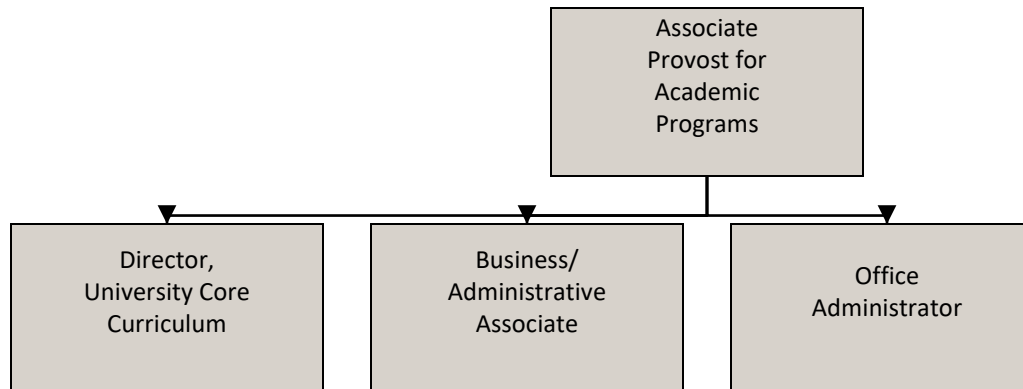 Associate
Provost for
Academic
Programs
Director,
University Core
Curriculum
Business/
Administrative
Associate
Office
Administrator